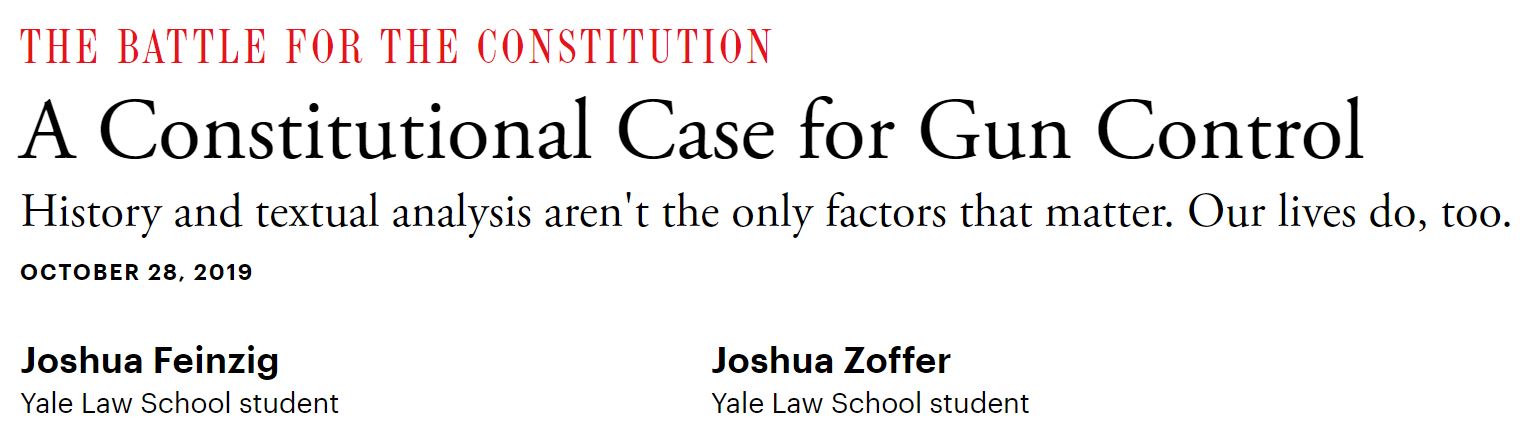 THE BATTLE FOR THE CONSTITUTION
A Constitutional Case for Gun Control
History and textual analysis aren't the only factors that matter. Our lives do, too.
OCTOBER 28, 2019
Joshua Feinzig
Yale Law School student
Joshua Zoffer
Yale Law School student